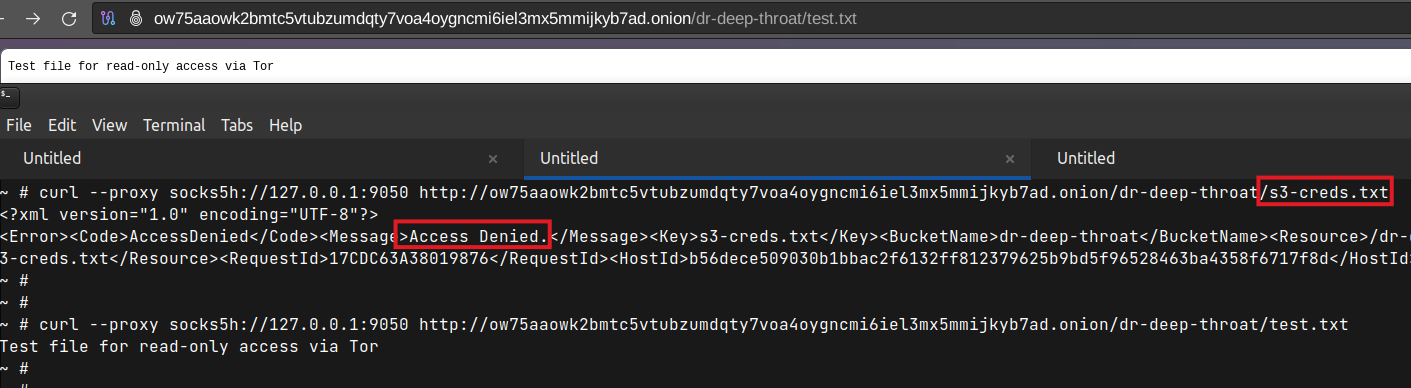 ow75aaowk2bmtc5vtubzumdqty7voa4oygncmi6iel3mx5mmijkyb7ad.onion/dr-deep-throat/test.txt
Test file for read-only access via Tor
File Edit View Terminal Tabs Help
Untitled × Untitled × Untitled
~ # curl --proxy socks5h://127.0.0.1:9050 http://ow75aaowk2bmtc5vtubzumdqty7voa4oygncmi6iel3mx5mmijkyb7ad.onion/dr-deep-throat/s3-creds.txt
<?xml version="1.0" encoding="UTF-8"?>
<Error><Code>AccessDenied</Code><Message>Access Denied.</Message><Key>s3-creds.txt</Key><BucketName>dr-deep-throat</BucketName><Resource>/dr-
3-creds.txt</Resource><RequestId>17CDC63A38019876</RequestId><HostId>b56dece509030b1bbac2f6132ff812379625b9bd5f96528463ba4358f6717f8d</HostId>
~ #
~ #
~ # curl --proxy socks5h://127.0.0.1:9050 http://ow75aaowk2bmtc5vtubzumdqty7voa4oygncmi6iel3mx5mmijkyb7ad.onion/dr-deep-throat/test.txt
Test file for read-only access via Tor
~ #